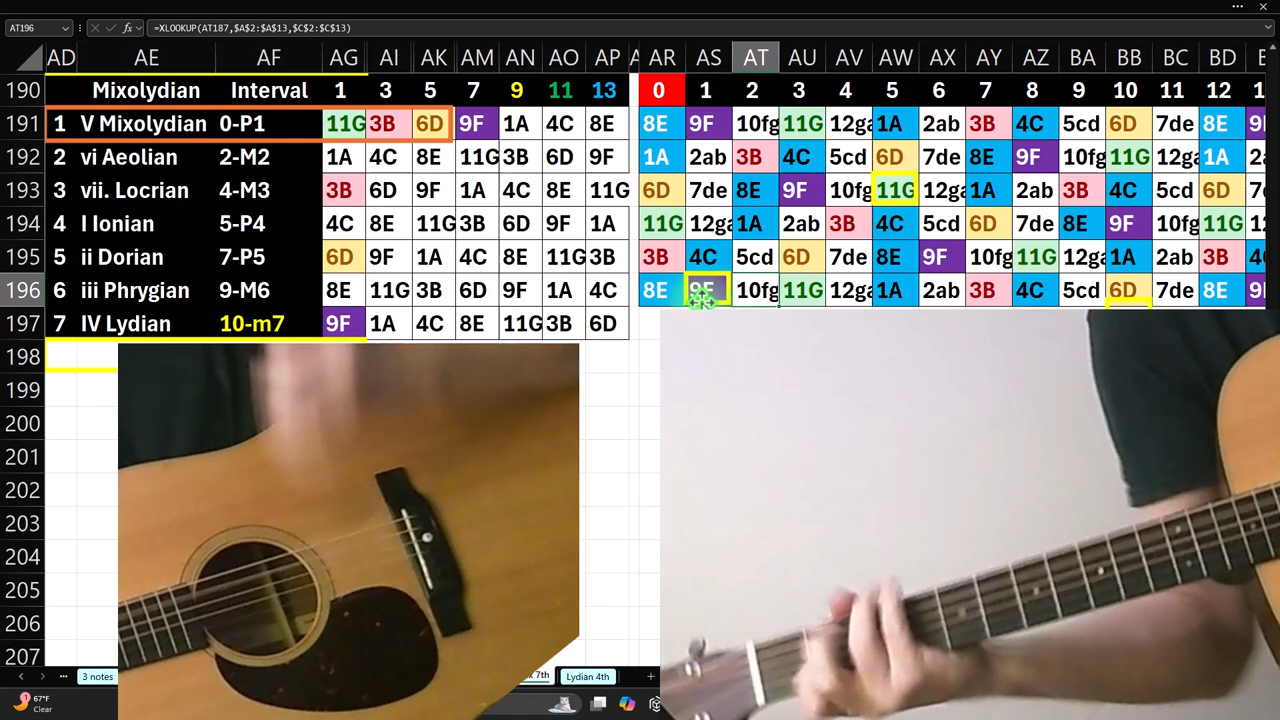 AT196 fx =XLOOKUP(AT187,$A$2:$A$13,$C$2:$C$13)
AD AE AF AG AI AK AM AN AO AP A AR AS AT AU AV AW AX AY AZ BA BB BC BD E
190 Mixolydian Interval 1 3 5 7 9 11 13 0 1 2 3 4 5 6 7 8 9 10 11 12 1
191 1 V Mixolydian 0-P1 11G 3B 6D 9F 1A 4C 8E 8E 9F 10fg 11G 12ga 1A 2ab 3B 4C 5cd 6D 7de 8E 9
192 2 vi Aeolian 2-M2 1A 4C 8E 11G 3B 6D 9F 1A 2ab 3B 4C 5cd 6D 7de 8E 9F 10fg 11G 12ga 1A 2
193 3 vii. Locrian 4-M3 3B 6D 9F 1A 4C 8E 11G 6D 7de 8E 9F 10fg 11G 12ga 1A 2ab 3B 4C 5cd 6D 7
194 4 I Ionian 5-P4 4C 8E 11G 3B 6D 9F 1A 11G 12ga 1A 2ab 3B 4C 5cd 6D 7de 8E 9F 10fg 11G 1
195 5 ii Dorian 7-P5 6D 9F 1A 4C 8E 11G 3B 3B 4C 5cd 6D 7de 8E 9F 10fg 11G 12ga 1A 2ab 3B 4
196 6 iii Phrygian 9-M6 8E 11G 3B 6D 9F 1A 4C 8E 9F 10fg 11G 12ga 1A 2ab 3B 4C 5cd 6D 7de 8E 9
197 7 IV Lydian 10-m7 9F 1A 4C 8E 11G 3B 6D
198
199
200
201
202
203
204
205
206
207
3 notes x 7th Lydian 4th
1 67°F
Clear